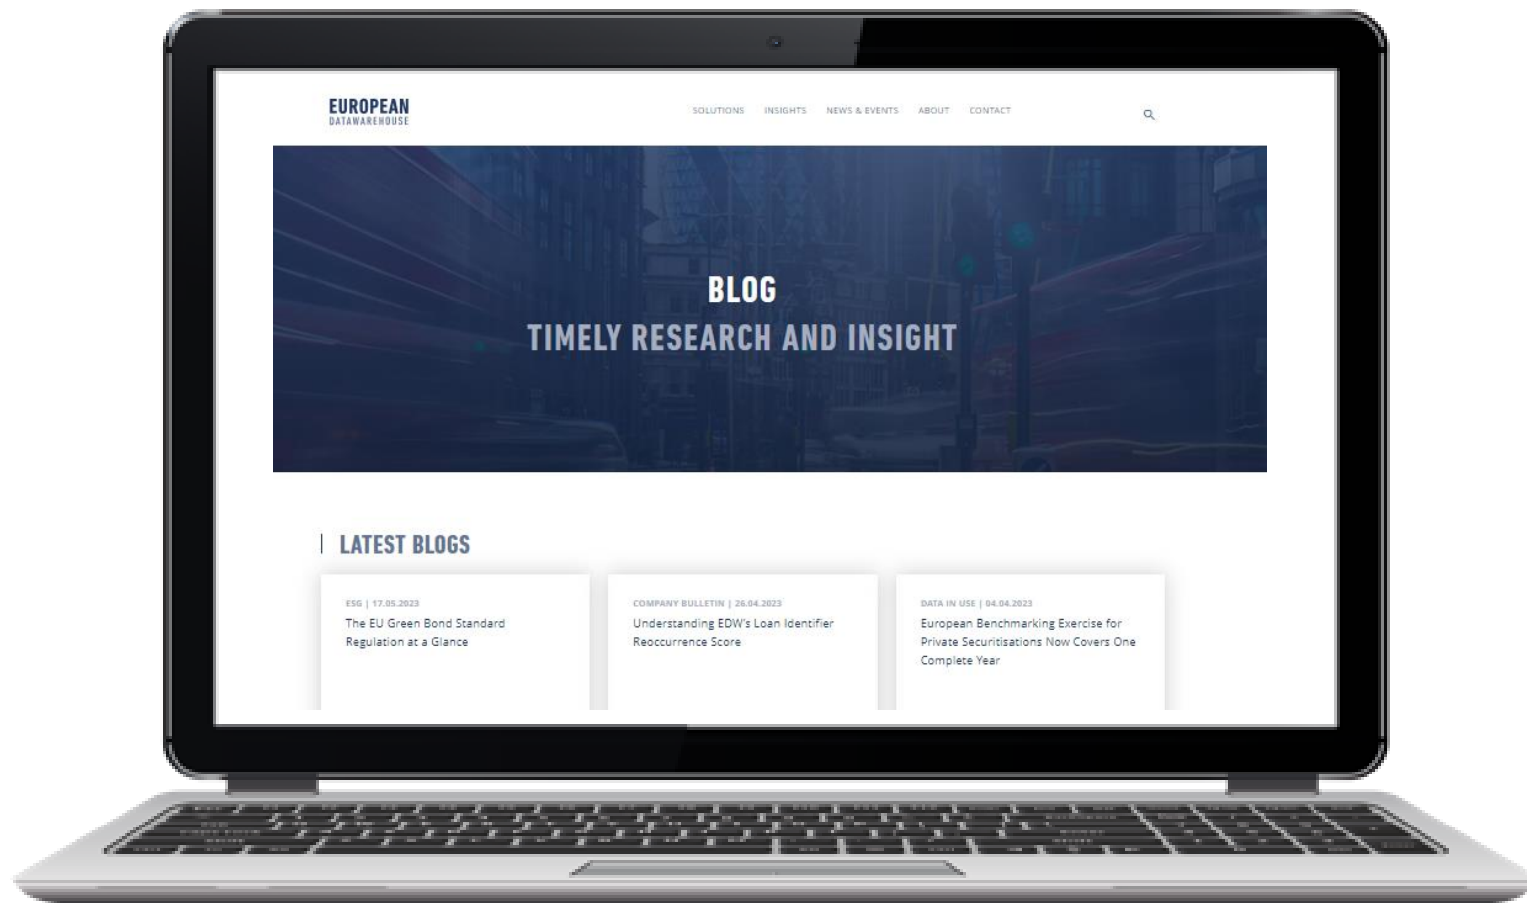 EUROPEAN
DATAWAREHOUSE
SOLUTIONS INSIGHTS NEWS & EVENTS ABOUT CONTACT
BLOG
TIMELY RESEARCH AND INSIGHT
LATEST BLOGS
ESG | 17.05.2023
The EU Green Bond Standard
Regulation at a Glance
COMPANY BULLETIN | 26.04.2023
Understanding EDW's Loan Identifier
Reoccurrence Score
DATA IN USE | 04.04.2023
European Benchmarking Exercise for
Private Securitisations Now Covers One
Complete Year